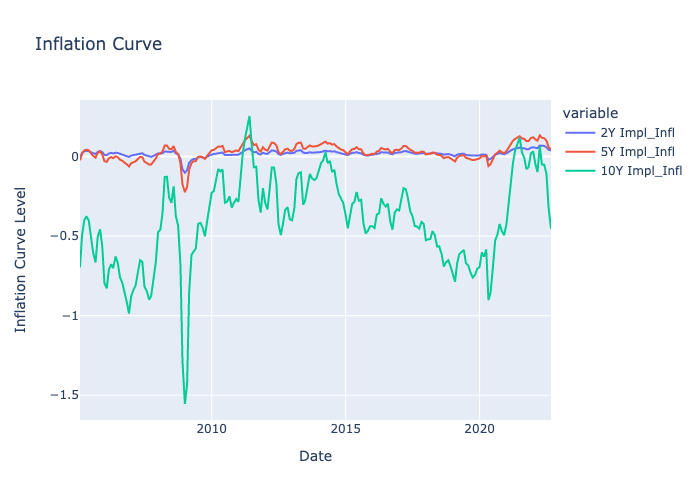 Inflation Curve
variable
2Y Impl_Infl
5Y Impl_Infl
10Y Impl_Infl
Inflation Curve Level
0
−0.5
−1
−1.5
2010
2015
2020
Date